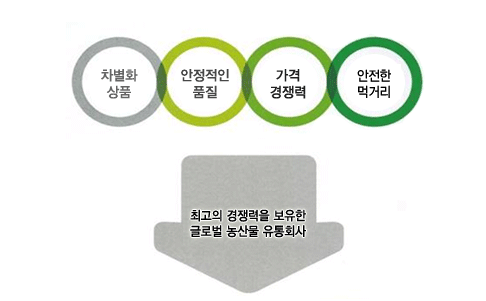 차별화
상품
안정적인
품질
가격
경쟁력
안전한
먹거리
최고의 경쟁력을 보유한
글로벌 농산물 유통회사